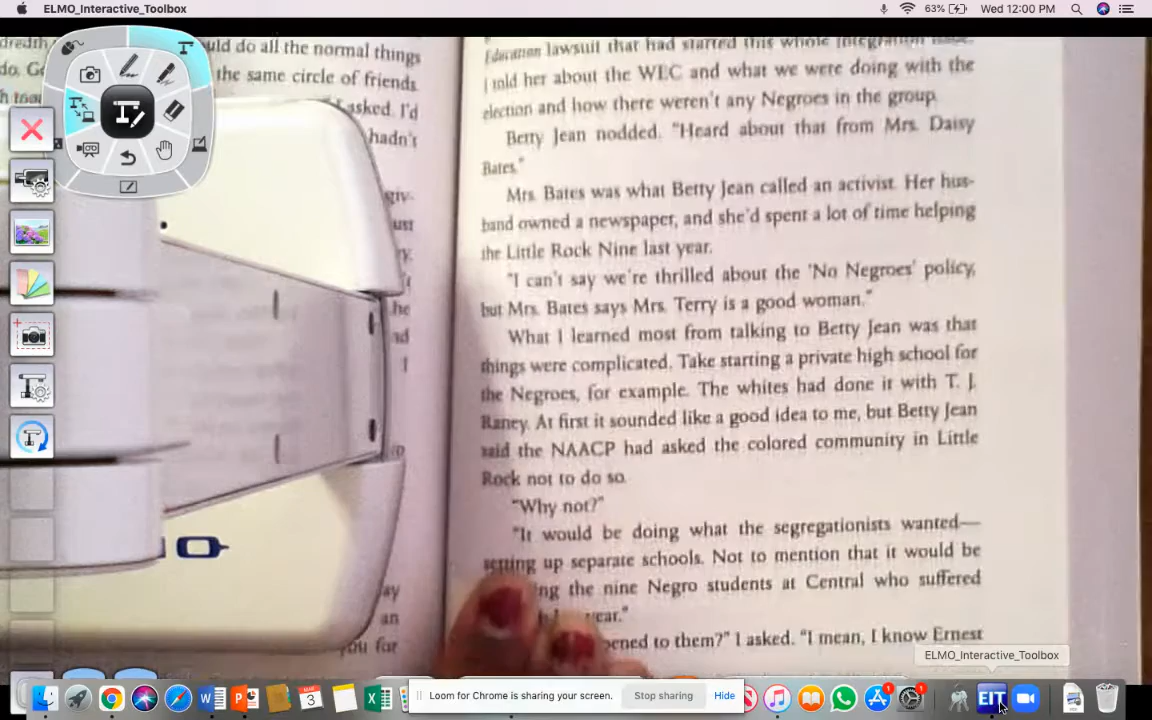 ELMO_Interactive_Toolbox
63%
Wed 12:00 PM
uld do all the normal things
do.
the same circle of friends
asked. I'd
hadn't
Education lawsuit that had started this whole integration
I told her about the WEC and what we were doing with the
election and how there weren't any Negroes in the group.
Betty Jean nodded. "Heard about that from Mrs. Daisy
Bates."
Mrs. Bates was what Betty Jean called an activist. Her hus-
band owned a newspaper, and she'd spent a lot of time helping
the Little Rock Nine last year.
"I can't say we're thrilled about the 'No Negroes' policy,
but Mrs. Bates says Mrs. Terry is a good woman."
What I learned most from talking to Betty Jean was that
things were complicated. Take starting a private high school for
the Negroes, for example. The whites had done it with T. J.
Raney. At first it sounded like a good idea to me, but Betty Jean
said the NAACP had asked the colored community in Little
Rock not to do so.
"Why not?"
"It would be doing what the segregationists wanted—
setting up separate schools. Not to mention that it would be
ing the nine Negro students at Central who suffered
year."
pened to them?" I asked. "I mean, I know Ernest
you for
ELMO_Interactive_Toolbox
Loom for Chrome is sharing your screen.
Stop sharing
Hide
MAR
3
EIT
1
1